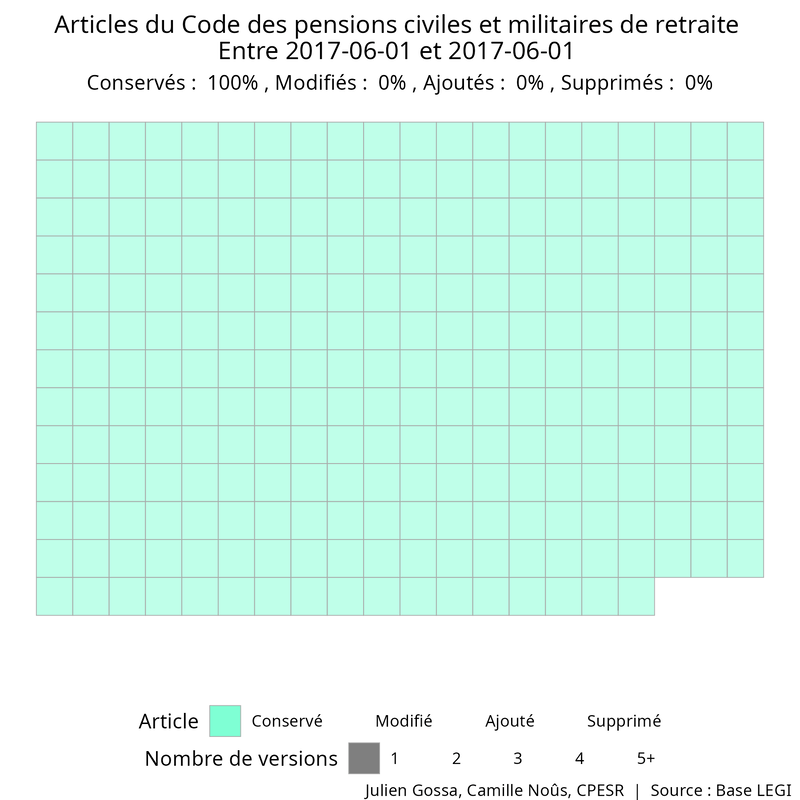 Articles du Code des pensions civiles et militaires de retraite
Entre 2017-06-01 et 2017-06-01
Conservés :  100% , Modifiés :  0% , Ajoutés :  0% , Supprimés :  0%
Article Conservé Modifié Ajouté Supprimé
Nombre de versions 1 2 3 4 5+
Julien Gossa, Camille Noûs, CPESR  |  Source : Base LEGI